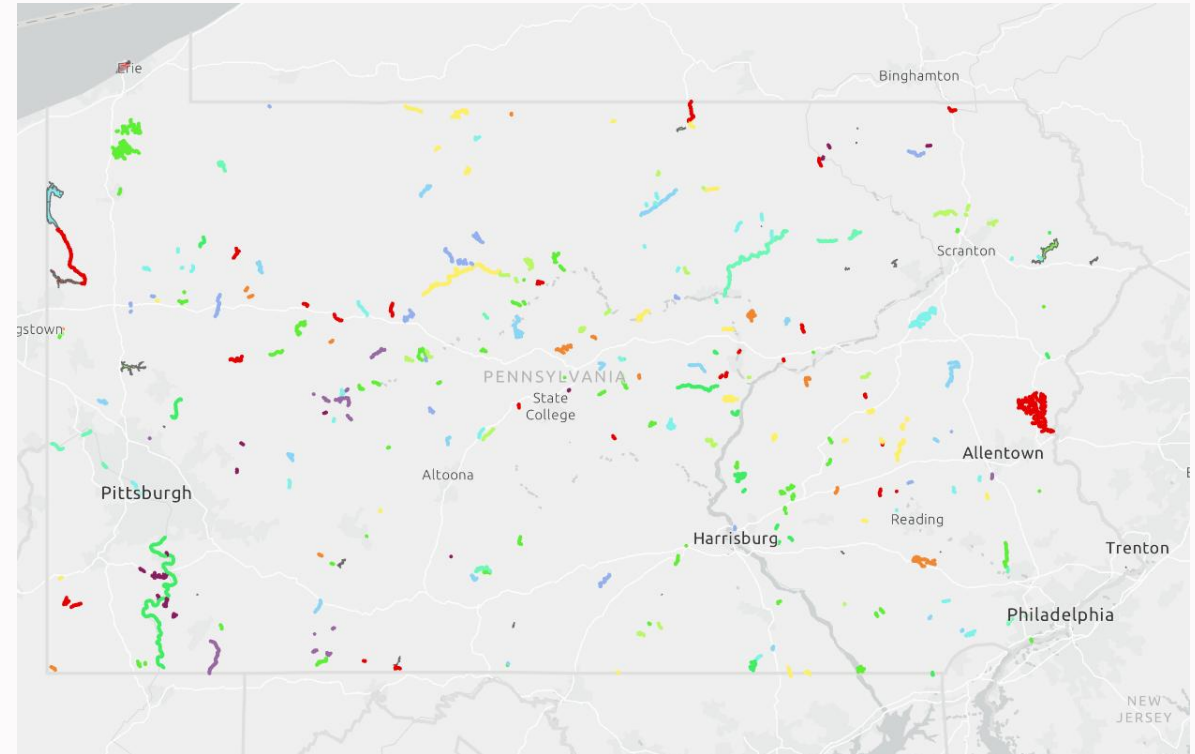 Erie
Binghamton
Scranton
gstown
PENNSYLVANIA
State
College
Altoona
Allentown
Pittsburgh
Reading
Harrisburg
Trenton
Philadelphia
NEW
JERSEY